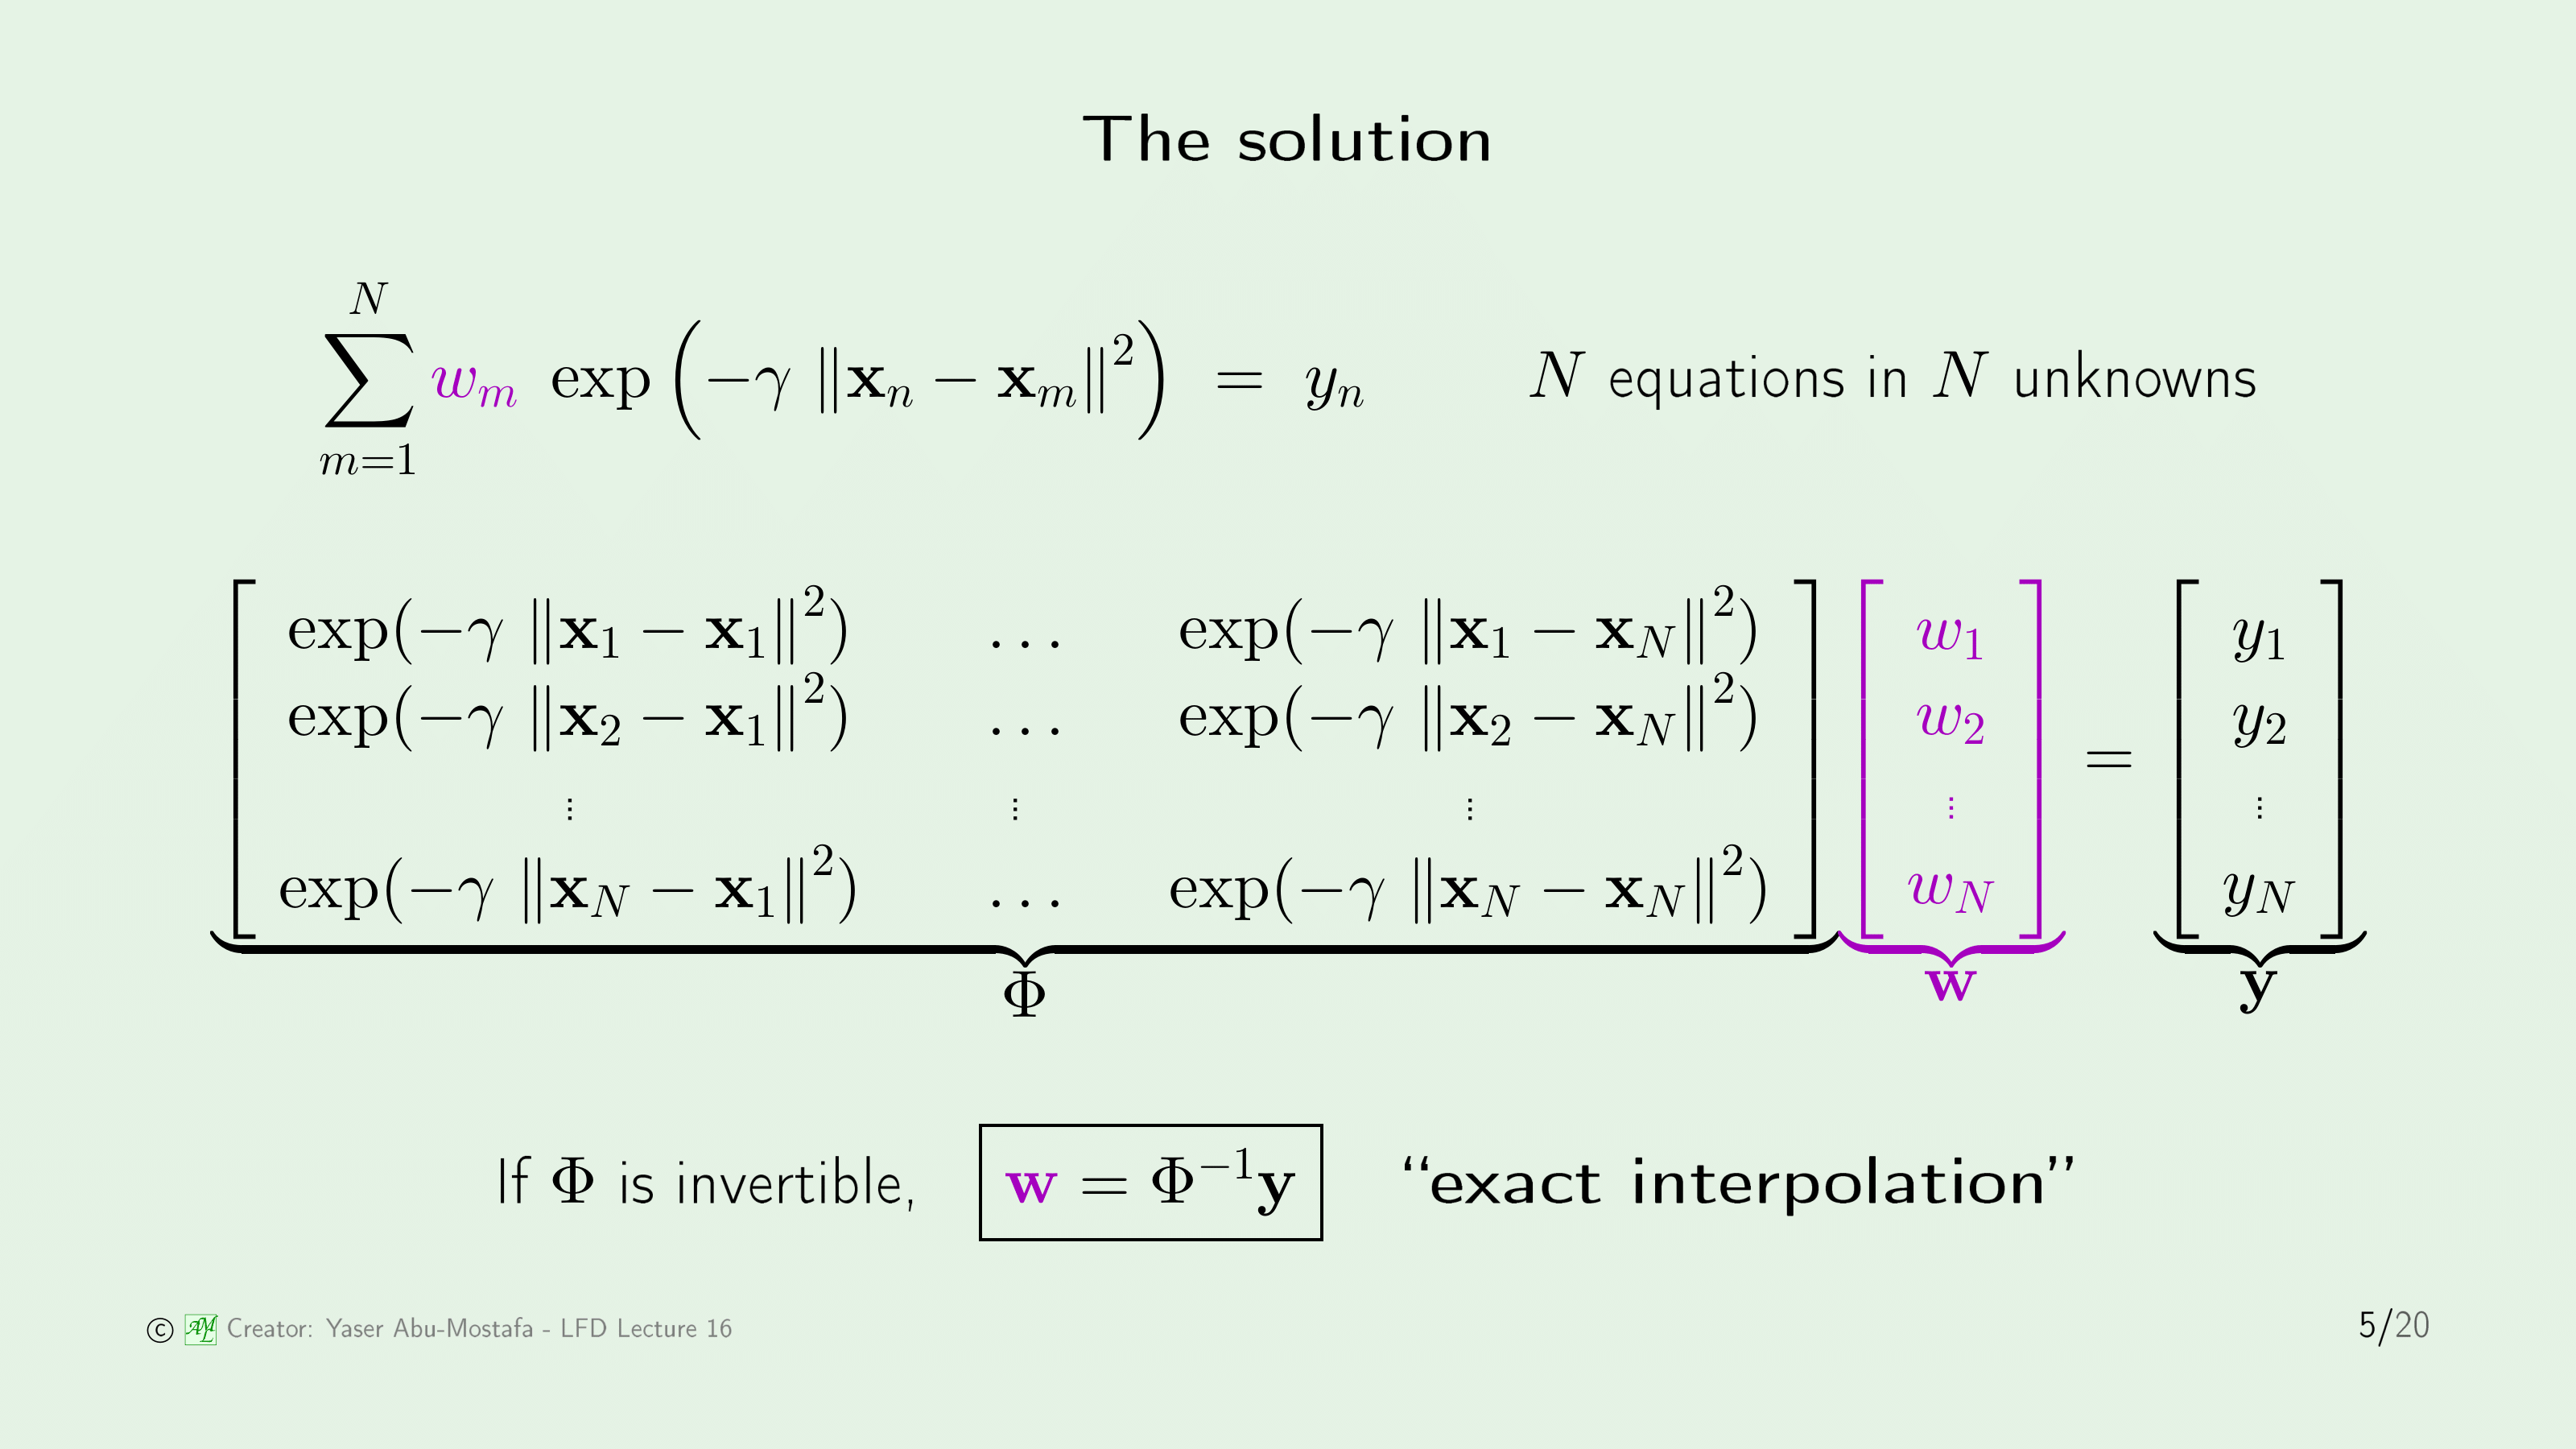 The solution
$\sum_{m=1}^{N} w_m \exp\left(-\gamma \|\mathbf{x}_n - \mathbf{x}_m\|^2\right) = y_n$ $N$ equations in $N$ unknowns
$\underbrace{\begin{bmatrix} \exp(-\gamma \|\mathbf{x}_1 - \mathbf{x}_1\|^2) & \ldots & \exp(-\gamma \|\mathbf{x}_1 - \mathbf{x}_N\|^2) \\ \exp(-\gamma \|\mathbf{x}_2 - \mathbf{x}_1\|^2) & \ldots & \exp(-\gamma \|\mathbf{x}_2 - \mathbf{x}_N\|^2) \\ \vdots & \vdots & \vdots \\ \exp(-\gamma \|\mathbf{x}_N - \mathbf{x}_1\|^2) & \ldots & \exp(-\gamma \|\mathbf{x}_N - \mathbf{x}_N\|^2) \end{bmatrix}}_{\Phi} \underbrace{\begin{bmatrix} w_1 \\ w_2 \\ \vdots \\ w_N \end{bmatrix}}_{\mathbf{w}} = \underbrace{\begin{bmatrix} y_1 \\ y_2 \\ \vdots \\ y_N \end{bmatrix}}_{\mathbf{y}}$
If $\Phi$ is invertible, $\mathbf{w} = \Phi^{-1}\mathbf{y}$ “exact interpolation”
© AML Creator: Yaser Abu-Mostafa - LFD Lecture 16 5/20